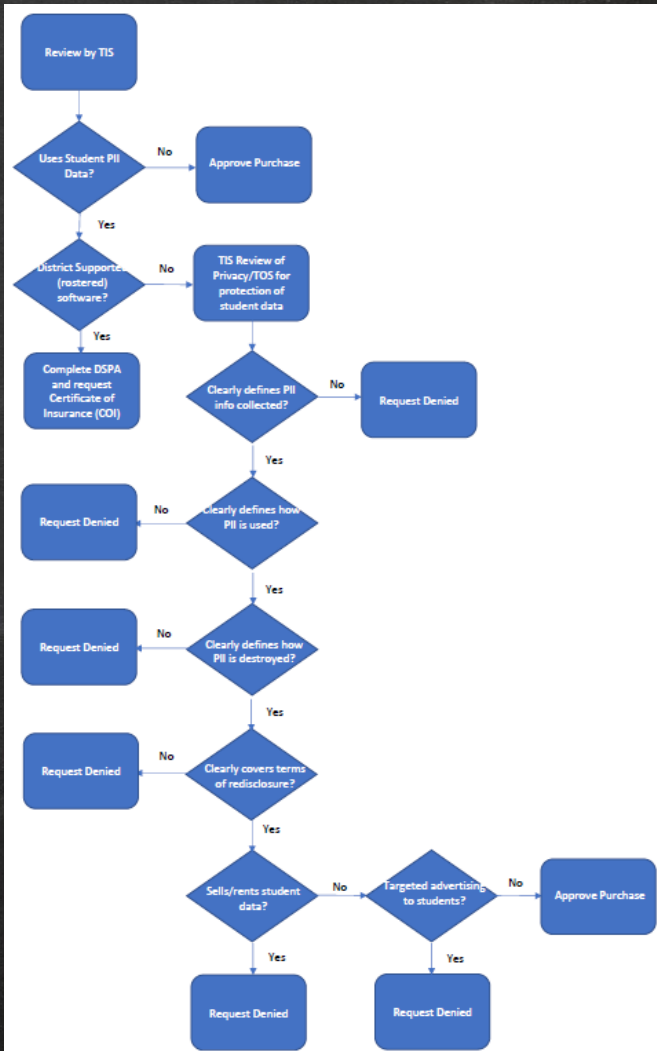 Review by TIS
Uses Student PII
Data?
No
Approve Purchase
Yes
District Supported
(rostered)
software?
No
TIS Review of
Privacy/TOS for
protection of
student data
Yes
Complete DSPA
and request
Certificate of
Insurance (COI)
Clearly defines PII
info collected?
No
Request Denied
Yes
Request Denied
No
Clearly defines how
PII is used?
Yes
Request Denied
No
Clearly defines how
PII is destroyed?
Yes
Request Denied
No
Clearly covers terms
of redisclosure?
Yes
Sells/rents student
data?
No
Targeted advertising
to students?
No
Approve Purchase
Yes
Request Denied
Yes
Request Denied